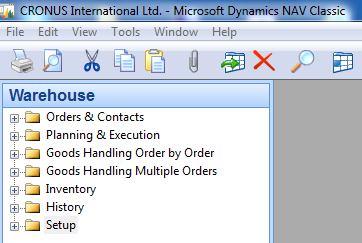 CRONUS International Ltd. - Microsoft Dynamics NAV Classic
File Edit View Tools Window Help
Warehouse
Orders & Contacts
Planning & Execution
Goods Handling Order by Order
Goods Handling Multiple Orders
Inventory
History
Setup